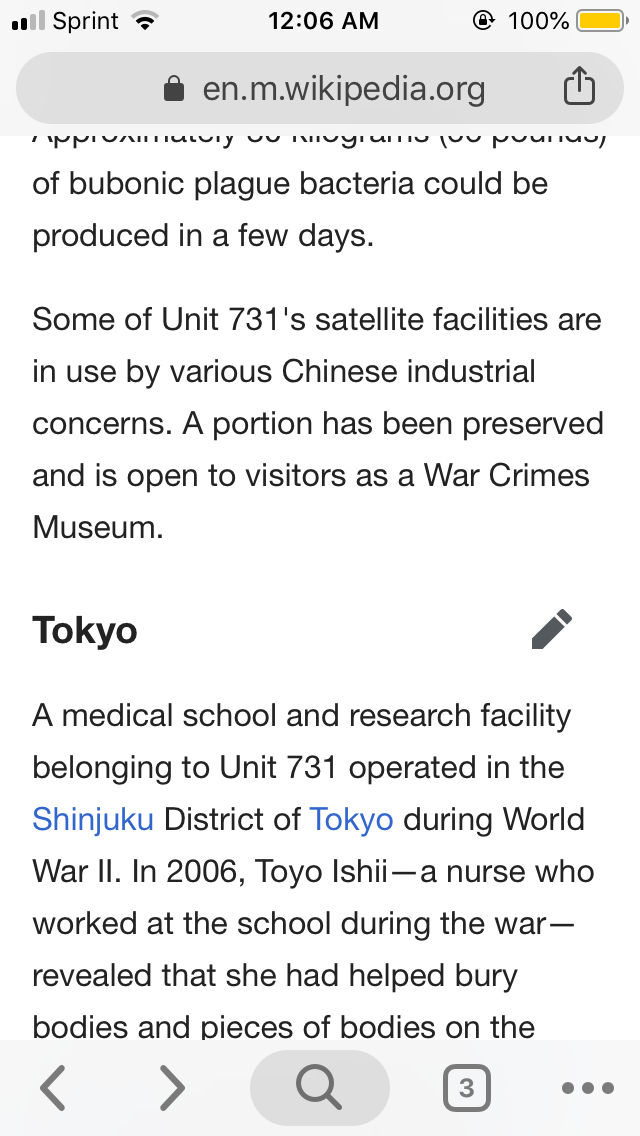 Sprint 12:06 AM 100%
en.m.wikipedia.org
of bubonic plague bacteria could be
produced in a few days.
Some of Unit 731's satellite facilities are
in use by various Chinese industrial
concerns. A portion has been preserved
and is open to visitors as a War Crimes
Museum.
Tokyo
A medical school and research facility
belonging to Unit 731 operated in the
Shinjuku District of Tokyo during World
War II. In 2006, Toyo Ishii—a nurse who
worked at the school during the war—
revealed that she had helped bury
bodies and pieces of bodies on the
3